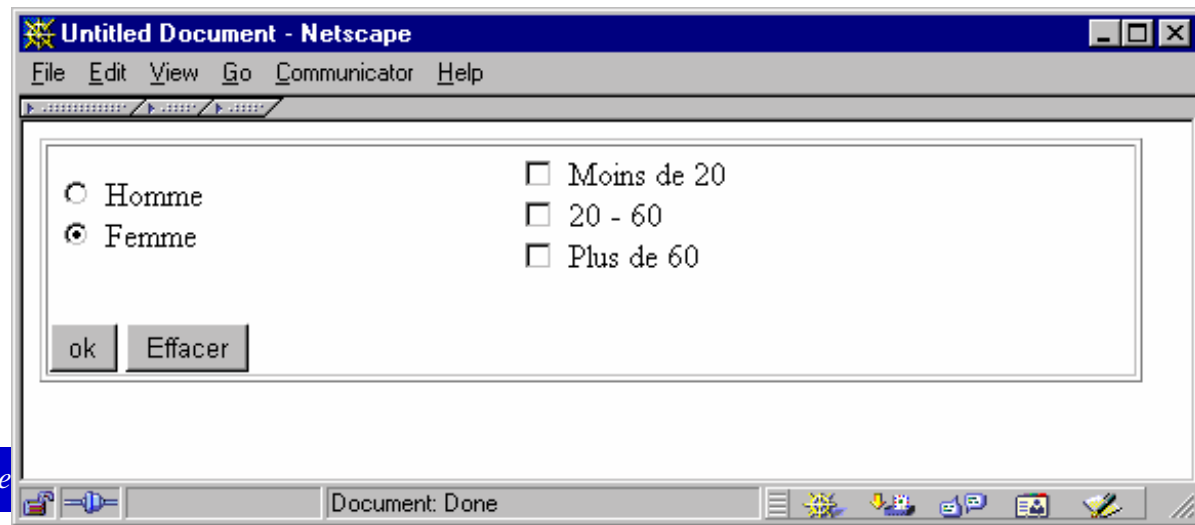 Untitled Document - Netscape
File Edit View Go Communicator Help
Homme
Femme
Moins de 20
20 - 60
Plus de 60
ok Effacer
e
Document: Done